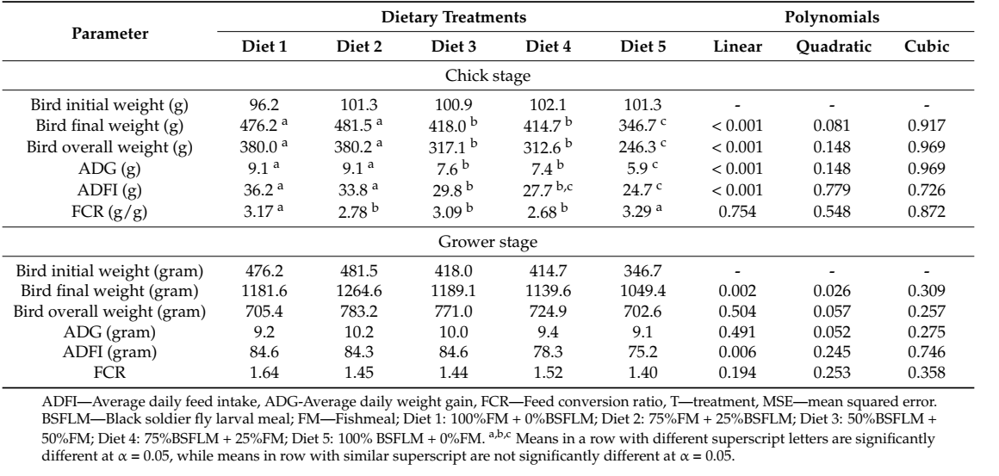 Parameter Dietary Treatments Polynomials
Diet 1 Diet 2 Diet 3 Diet 4 Diet 5 Linear Quadratic Cubic
Chick stage
Bird initial weight (g) 96.2 101.3 100.9 102.1 101.3 - - -
Bird final weight (g) 476.2 a 481.5 a 418.0 b 414.7 b 346.7 c < 0.001 0.081 0.917
Bird overall weight (g) 380.0 a 380.2 a 317.1 b 312.6 b 246.3 c < 0.001 0.148 0.969
ADG (g) 9.1 a 9.1 a 7.6 b 7.4 b 5.9 c < 0.001 0.148 0.969
ADFI (g) 36.2 a 33.8 a 29.8 b 27.7 b,c 24.7 c < 0.001 0.779 0.726
FCR (g/g) 3.17 a 2.78 b 3.09 b 2.68 b 3.29 a 0.754 0.548 0.872
Grower stage
Bird initial weight (gram) 476.2 481.5 418.0 414.7 346.7 - - -
Bird final weight (gram) 1181.6 1264.6 1189.1 1139.6 1049.4 0.002 0.026 0.309
Bird overall weight (gram) 705.4 783.2 771.0 724.9 702.6 0.504 0.057 0.257
ADG (gram) 9.2 10.2 10.0 9.4 9.1 0.491 0.052 0.275
ADFI (gram) 84.6 84.3 84.6 78.3 75.2 0.006 0.245 0.746
FCR 1.64 1.45 1.44 1.52 1.40 0.194 0.253 0.358
ADFI—Average daily feed intake, ADG-Average daily weight gain, FCR—Feed conversion ratio, T—treatment, MSE—mean squared error.
BSFLM—Black soldier fly larval meal; FM—Fishmeal; Diet 1: 100%FM + 0%BSFLM; Diet 2: 75%FM + 25%BSFLM; Diet 3: 50%BSFLM +
50%FM; Diet 4: 75%BSFLM + 25%FM; Diet 5: 100% BSFLM + 0%FM. a,b,c Means in a row with different superscript letters are significantly
different at α = 0.05, while means in row with similar superscript are not significantly different at α = 0.05.